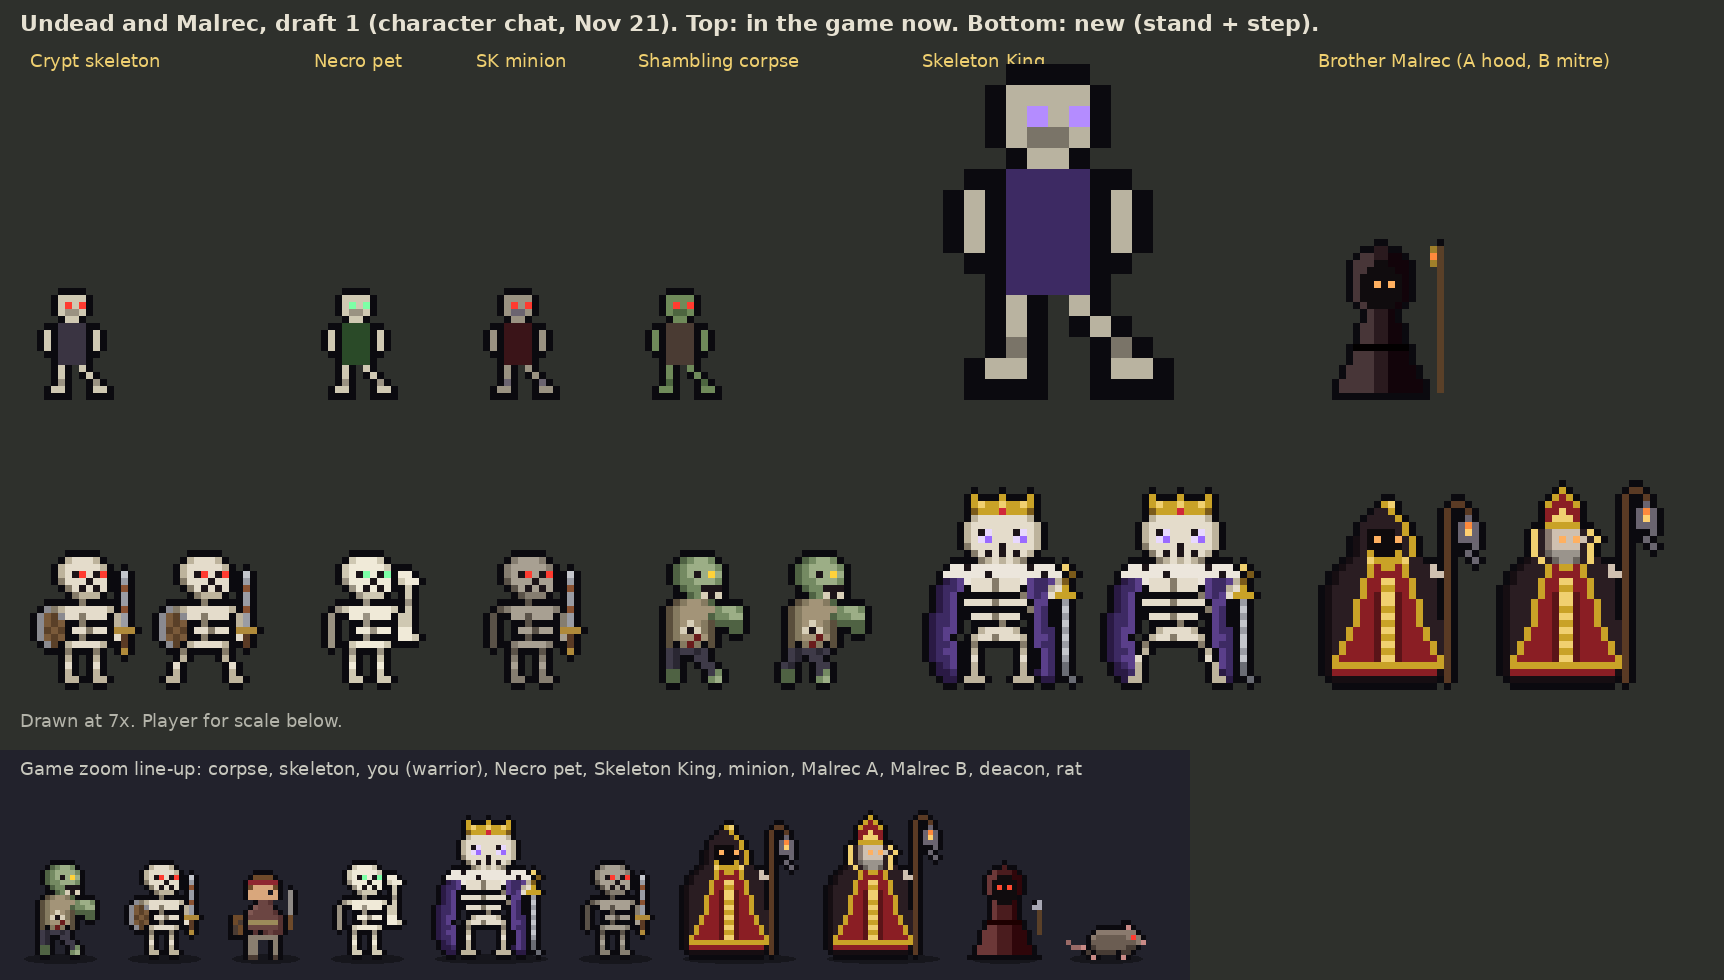 Undead and Malrec, draft 1 (character chat, Nov 21). Top: in the game now. Bottom: new (stand + step).
Crypt skeleton
Necro pet
SK minion
Shambling corpse
Skeleton King
Brother Malrec (A hood, B mitre)
Drawn at 7x. Player for scale below.
Game zoom line-up: corpse, skeleton, you (warrior), Necro pet, Skeleton King, minion, Malrec A, Malrec B, deacon, rat